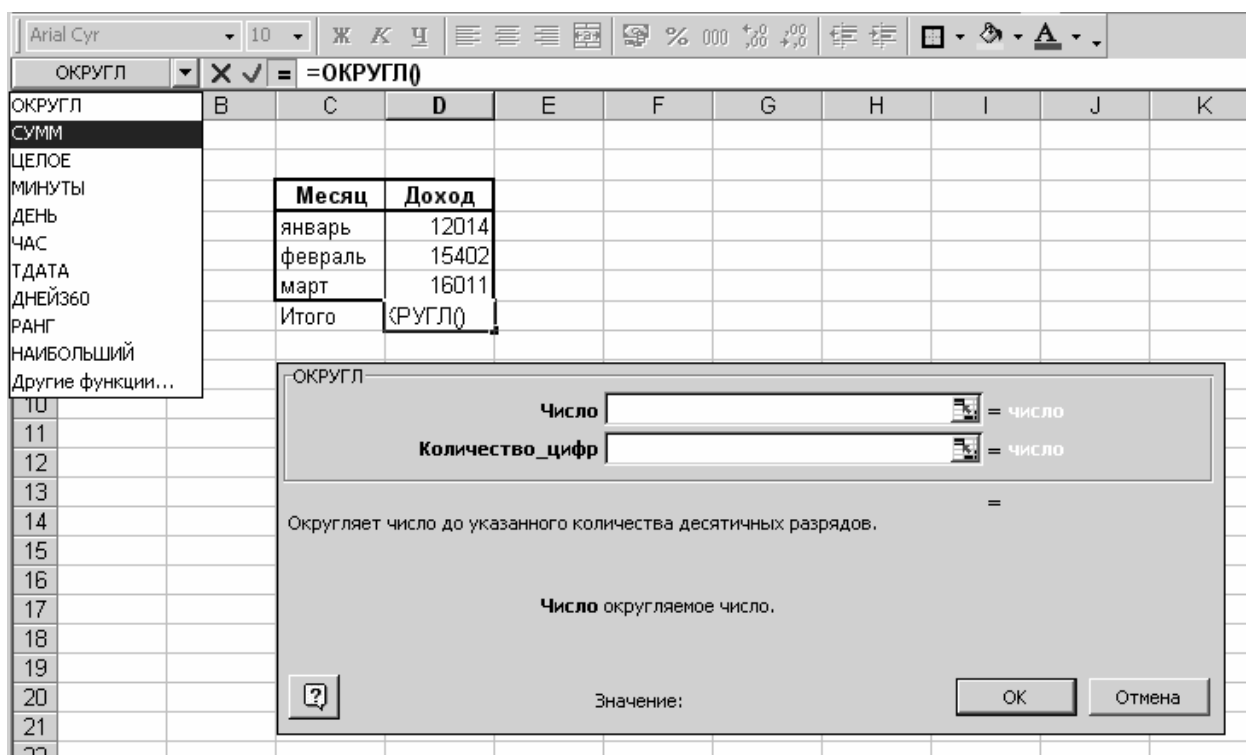 Arial Cyr 10 Ж К Ч % 000
ОКРУГЛ = =ОКРУГЛ()
ОКРУГЛ
СУММ
ЦЕЛОЕ
МИНУТЫ
ДЕНЬ
ЧАС
ТДАТА
ДНЕЙ360
РАНГ
НАИБОЛЬШИЙ
Другие функции...
B C D E F G H I J K
Месяц Доход
январь 12014
февраль 15402
март 16011
Итого КРУГЛ()
10
11
12
13
14
15
16
17
18
19
20
21
22
ОКРУГЛ
Число = число
Количество_цифр = число
=
Округляет число до указанного количества десятичных разрядов.
Число округляемое число.
Значение:
ОК Отмена